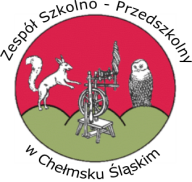 Zespół Szkolno - Przedszkolny
w Chełmsku Śląskim